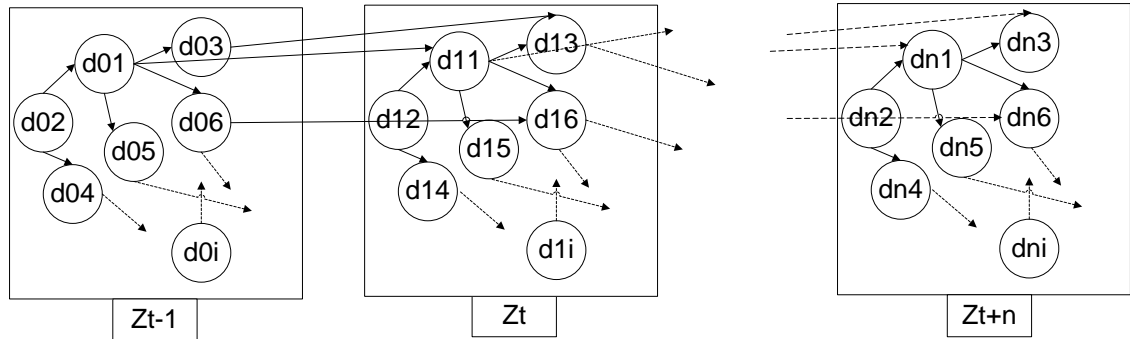 d03
d01
d02
d06
d05
d04
d0i
Zt-1
d13
d11
d12
d16
d15
d14
d1i
Zt
dn3
dn1
dn2
dn6
dn5
dn4
dni
Zt+n